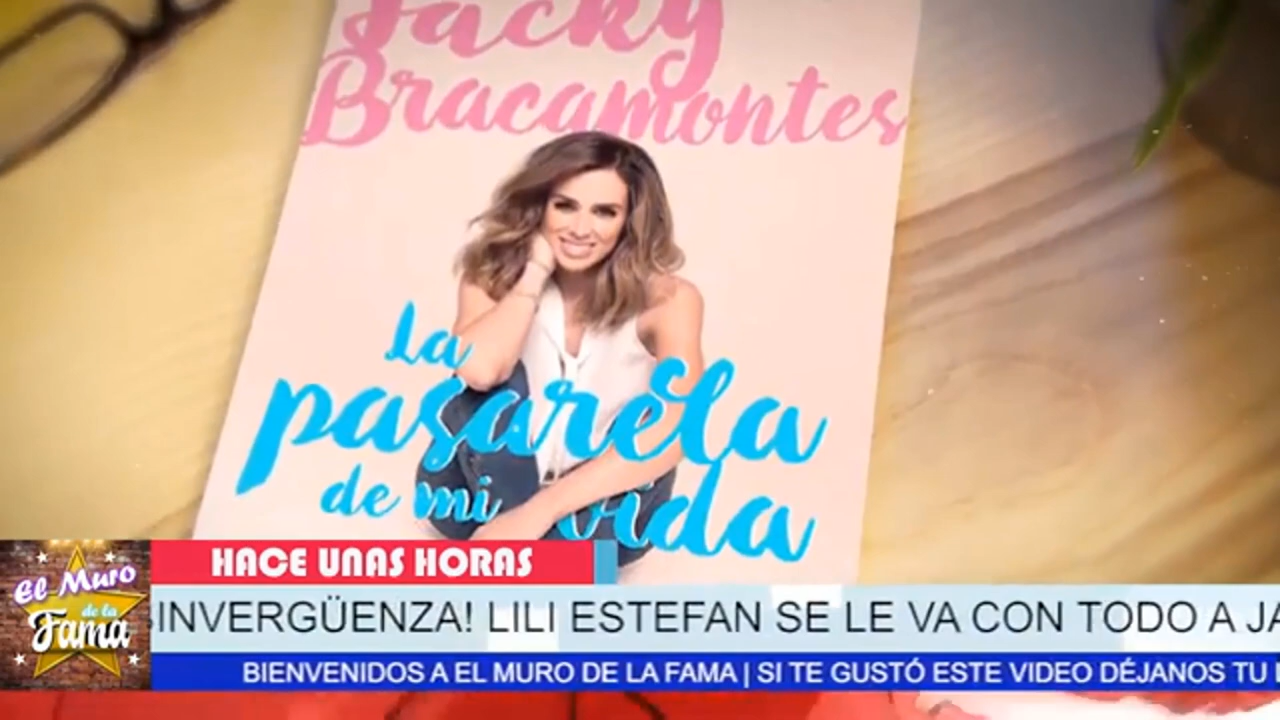 Jacky
Bracamontes
La
pasarela
de mi vida
HACE UNAS HORAS
El Muro
de la
Fama
INVERGÜENZA! LILI ESTEFAN SE LE VA CON TODO A JA
BIENVENIDOS A EL MURO DE LA FAMA | SI TE GUSTÓ ESTE VIDEO DÉJANOS TU